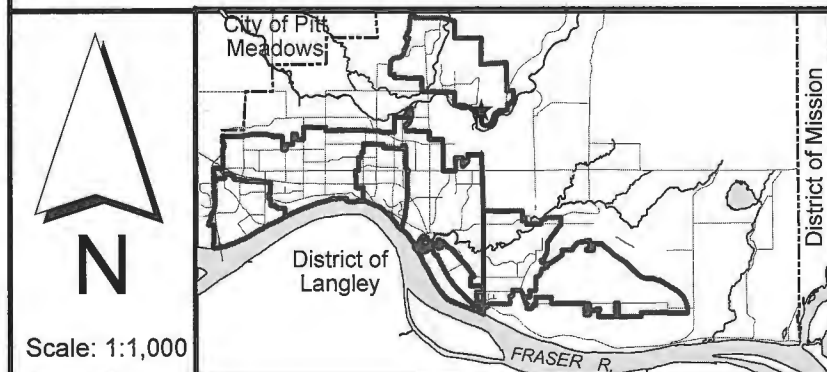 City of Pitt
Meadows
District of Mission
District of
Langley
N
Scale: 1:1,000
FRASER R.